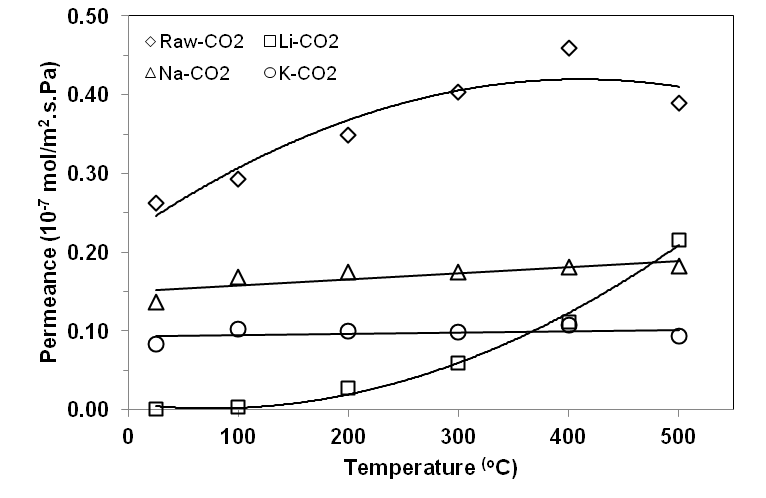 0.50
0.40
0.30
0.20
0.10
0.00
Permeance (10⁻⁷ mol/m².s.Pa)
Raw-CO2 Li-CO2
Na-CO2 K-CO2
0 100 200 300 400 500
Temperature (ºC)